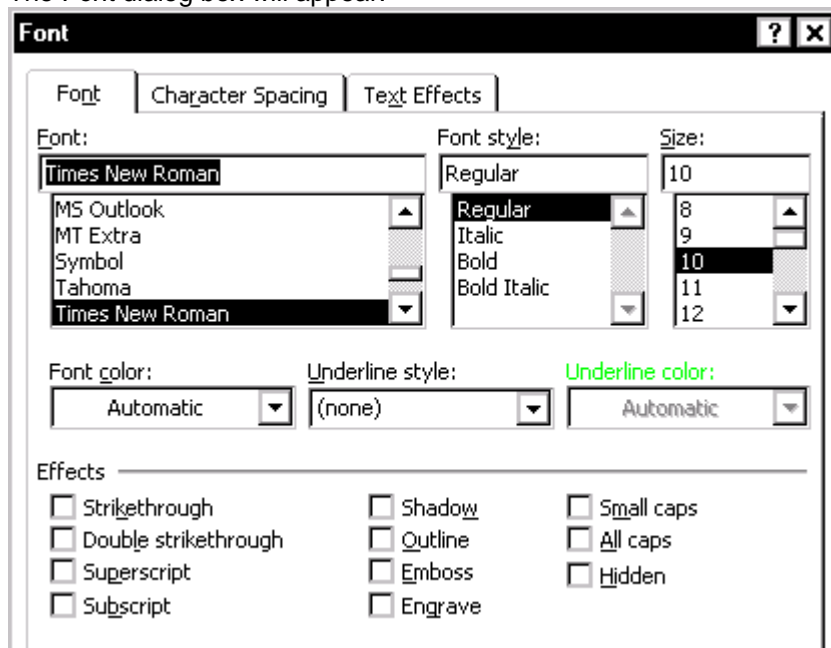 The Font dialog box will appear.
Font ? X
Font Character Spacing Text Effects
Font: Font style: Size:
Times New Roman Regular 10
MS Outlook Regular 8
MT Extra Italic 9
Symbol Bold 10
Tahoma Bold Italic 11
Times New Roman 12
Font color: Underline style: Underline color:
Automatic (none) Automatic
Effects
Strikethrough Shadow Small caps
Double strikethrough Outline All caps
Superscript Emboss Hidden
Subscript Engrave